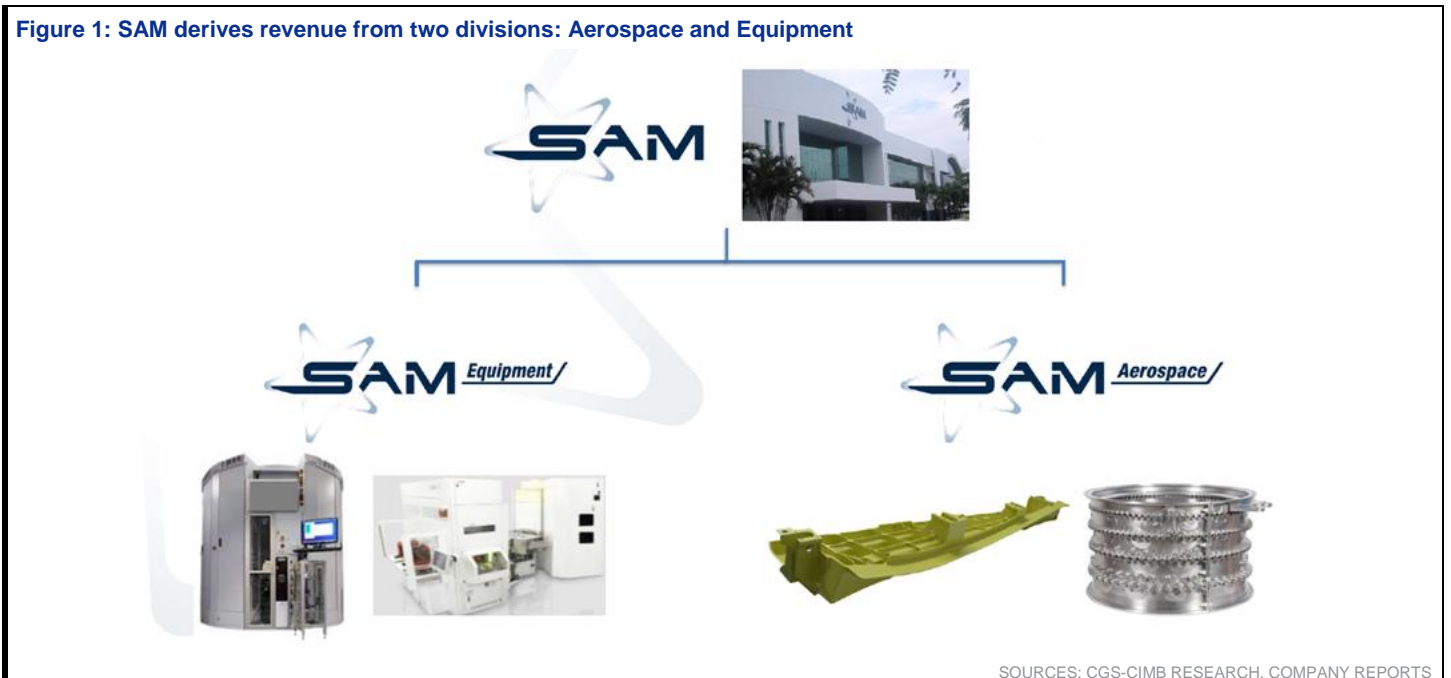 Figure 1: SAM derives revenue from two divisions: Aerospace and Equipment
SAM
SAM
SAM Equipment
SAM Aerospace
SOURCES: CGS-CIMB RESEARCH, COMPANY REPORTS